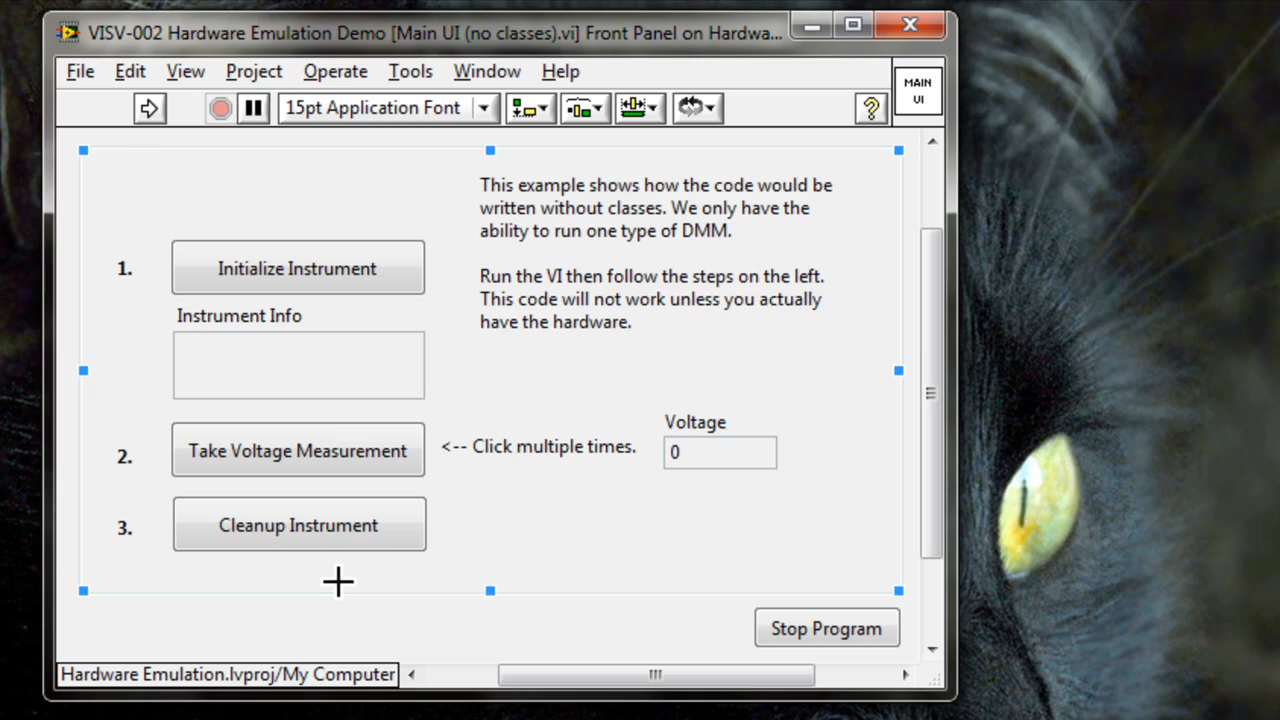 VISV-002 Hardware Emulation Demo [Main UI (no classes).vi] Front Panel on Hardwa...
File Edit View Project Operate Tools Window Help
15pt Application Font
?
MAIN
UI
This example shows how the code would be
written without classes. We only have the
ability to run one type of DMM.
1.
Initialize Instrument
Run the VI then follow the steps on the left.
This code will not work unless you actually
have the hardware.
Instrument Info
Voltage
2.
Take Voltage Measurement
<-- Click multiple times.
0
3.
Cleanup Instrument
Stop Program
Hardware Emulation.lvproj/My Computer